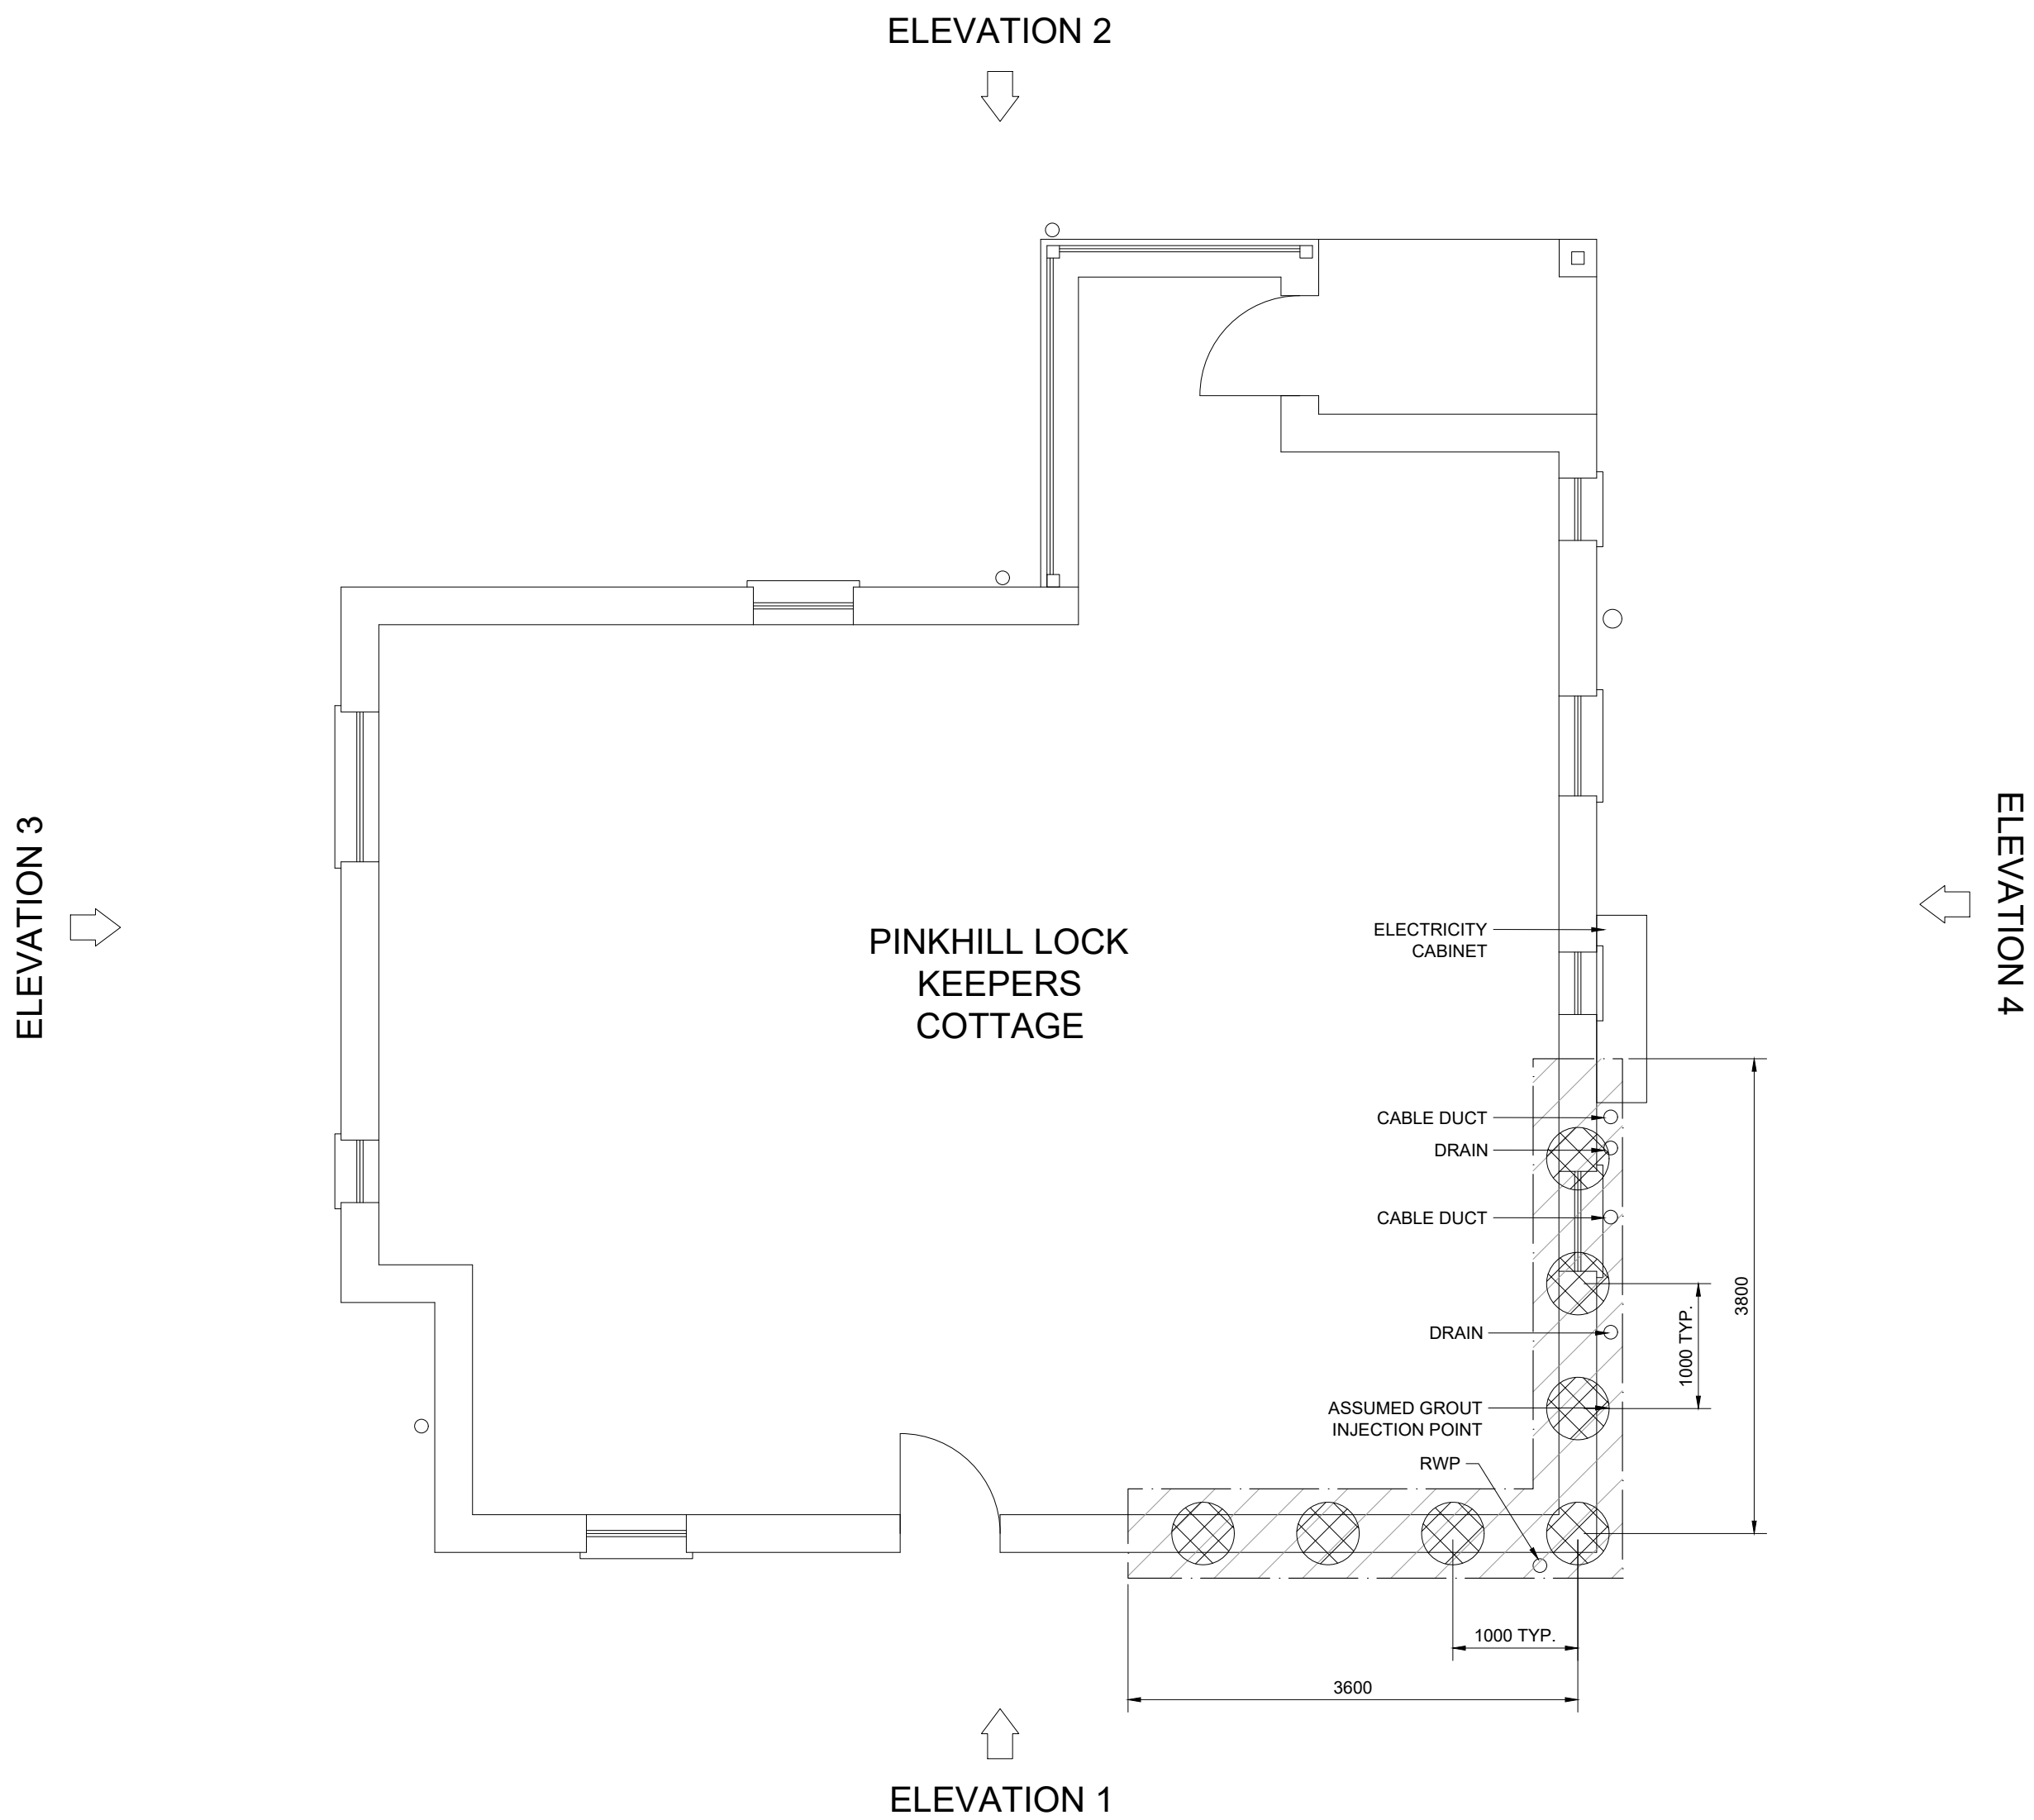 ELEVATION 2
ELEVATION 3
ELEVATION 4
PINKHILL LOCK
KEEPERS
COTTAGE
ELECTRICITY
CABINET
CABLE DUCT
DRAIN
CABLE DUCT
DRAIN
ASSUMED GROUT
INJECTION POINT
RWP
1000 TYP.
3800
1000 TYP.
3600
ELEVATION 1